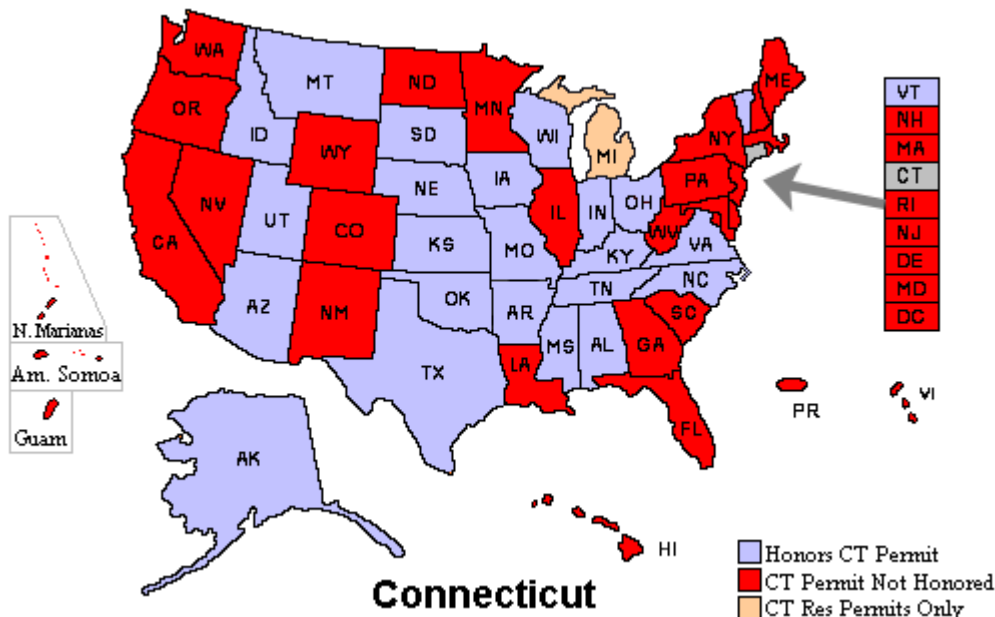 WA
MT
ND
MN
ME
VT
OR
ID
SD
WI
NY
NH
WY
MI
MA
NV
UT
NE
IA
PA
CT
CA
CO
KS
IL
IN
OH
RI
MO
WV
VA
NJ
KY
DE
AZ
NM
OK
TN
NC
MD
AR
SC
DC
N. Marianas
MS
AL
GA
TX
LA
Am. Somoa
PR
VI
Guam
FL
AK
HI
Honors CT Permit
CT Permit Not Honored
CT Res Permits Only
Connecticut